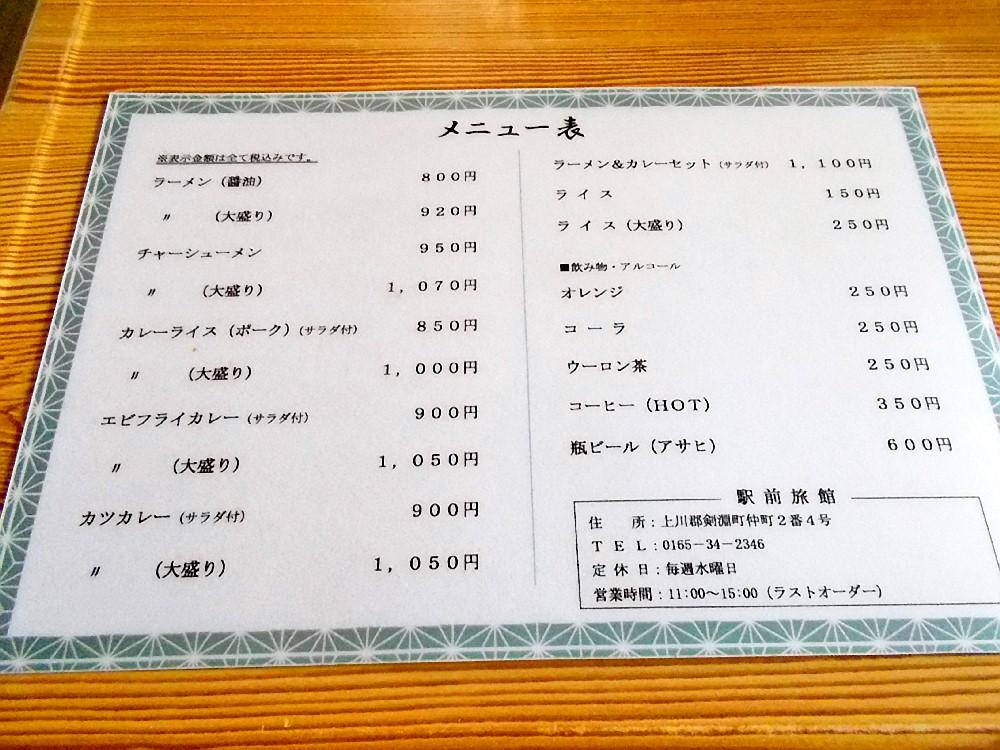 メニュー表
※表示金額は全て税込みです。
ラーメン（醤油） ８００円
〃 （大盛り） ９２０円
チャーシューメン ９５０円
〃 （大盛り） １，０７０円
カレーライス（ポーク）（サラダ付） ８５０円
〃 （大盛り） １，０００円
エビフライカレー（サラダ付） ９００円
〃 （大盛り） １，０５０円
カツカレー（サラダ付） ９００円
〃 （大盛り） １，０５０円
ラーメン＆カレーセット（サラダ付） １，１００円
ラ イ ス １５０円
ラ イ ス（大盛り） ２５０円
■飲み物・アルコール
オレンジ ２５０円
コ ー ラ ２５０円
ウーロン茶 ２５０円
コーヒー（ＨＯＴ） ３５０円
瓶ビール（アサヒ） ６００円
駅 前 旅 館
住　　所：上川郡剣淵町仲町２番４号
Ｔ Ｅ Ｌ：0165－34－2346
定 休 日：毎週水曜日
営業時間：11:00～15:00（ラストオーダー）